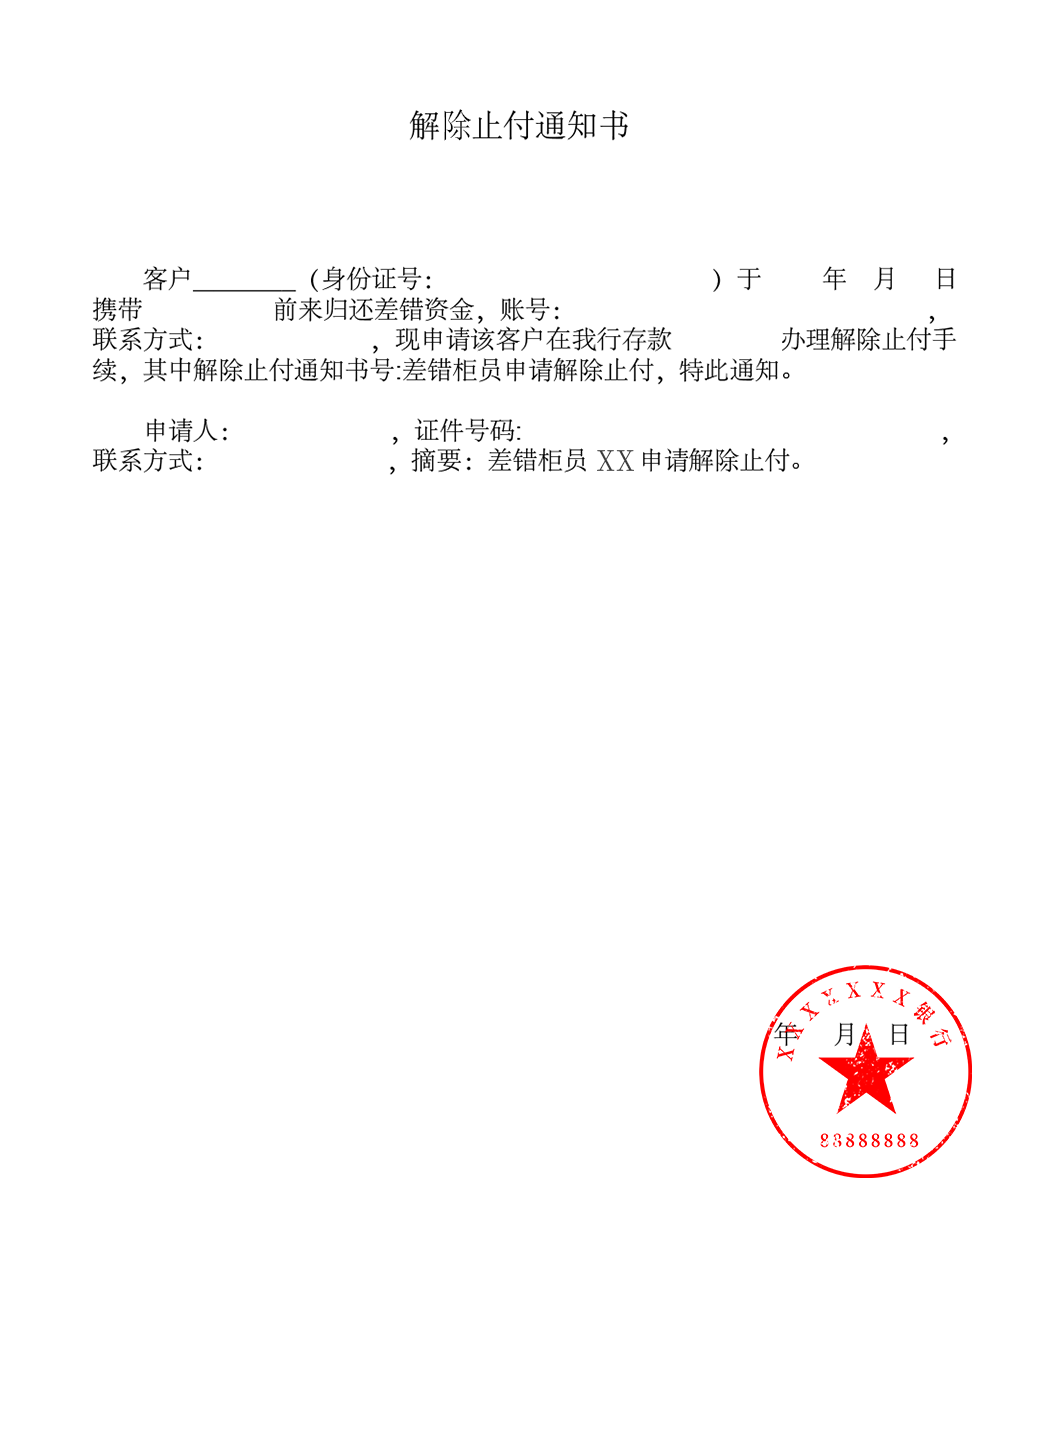 解除止付通知书
客户________（身份证号：　　　　）于　　年　月　日
携带　　　　前来归还差错资金，账号：　　　　，
联系方式：　　　　，现申请该客户在我行存款　　　　办理解除止付手
续，其中解除止付通知书号:差错柜员申请解除止付，特此通知。
申请人：　　　　，证件号码:　　　　，
联系方式：　　　　，摘要：差错柜员 XX 申请解除止付。
XXXXXXX银行
年　月　日
88888888